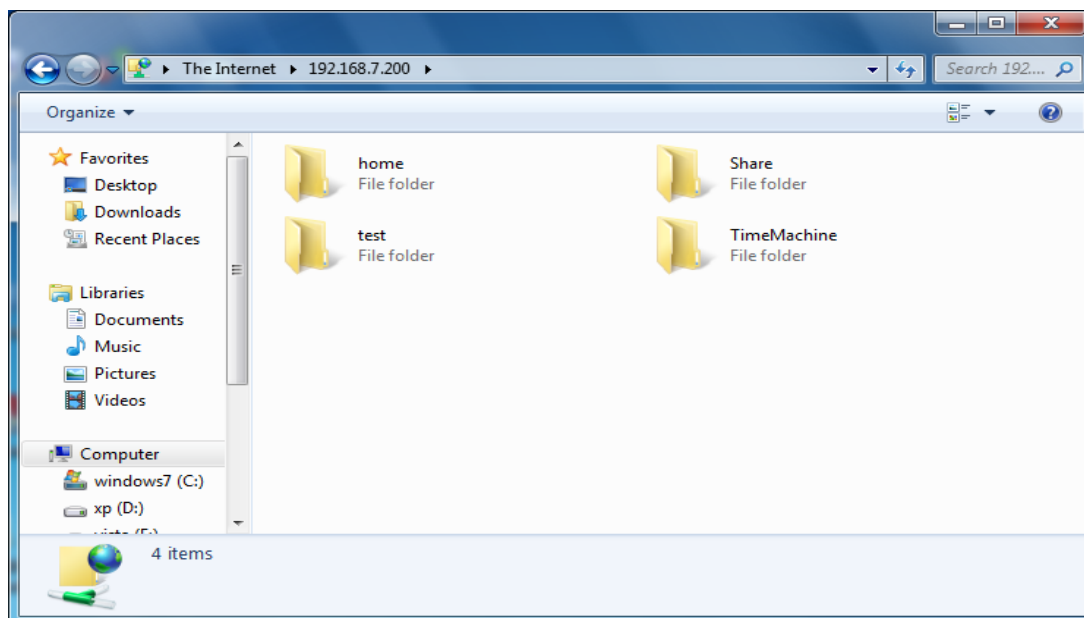 The Internet 192.168.7.200
Search 192....
Organize
Favorites
Desktop
Downloads
Recent Places
Libraries
Documents
Music
Pictures
Videos
Computer
windows7 (C:)
xp (D:)
home
File folder
Share
File folder
test
File folder
TimeMachine
File folder
4 items